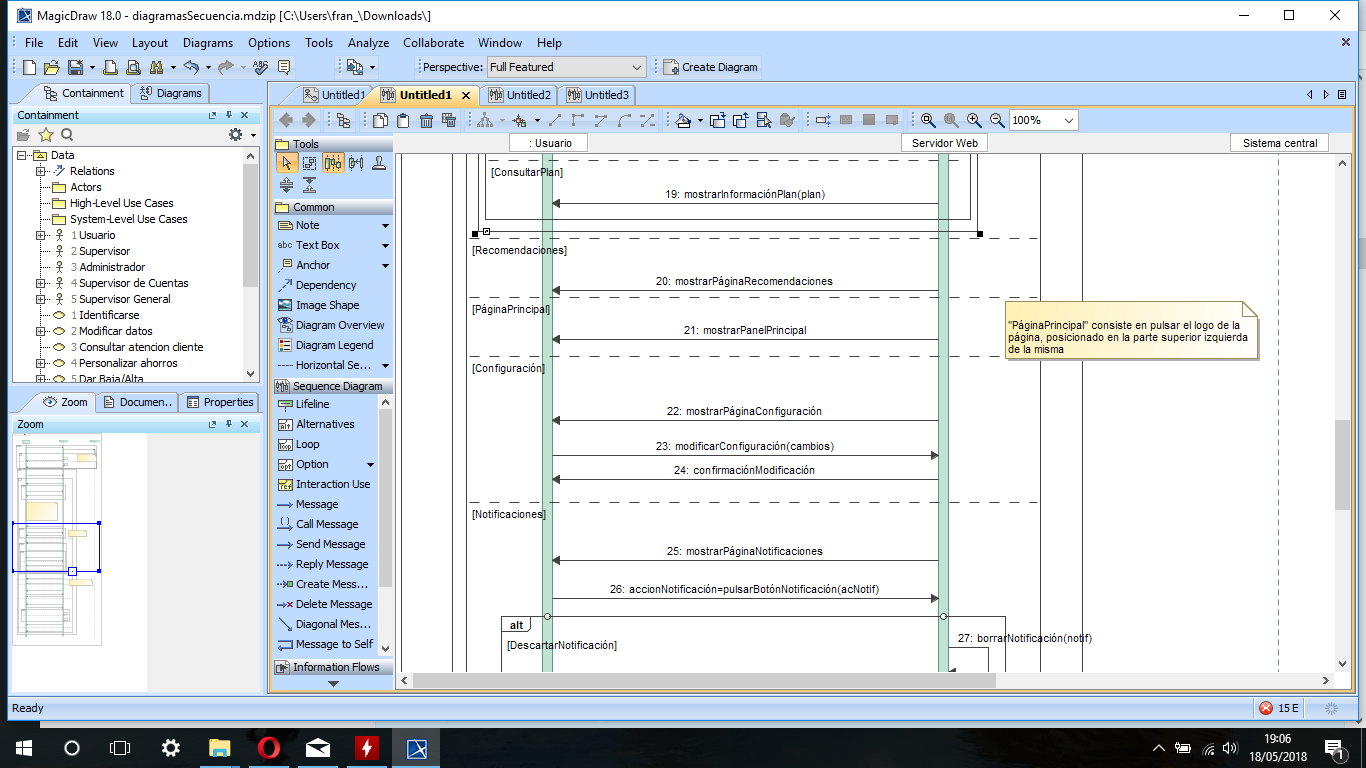 MagicDraw 18.0 - diagramasSecuencia.mdzip [C:\Users\fran_\Downloads\]
File Edit View Layout Diagrams Options Tools Analyze Collaborate Window Help
Perspective: Full Featured Create Diagram
Containment Diagrams
Containment
Data
Relations
Actors
High-Level Use Cases
System-Level Use Cases
1 Usuario
2 Supervisor
3 Administrador
4 Supervisor de Cuentas
5 Supervisor General
1 Identificarse
2 Modificar datos
3 Consultar atencion cliente
4 Personalizar ahorros
5 Dar Baja/Alta
Zoom Documen... Properties
Zoom
Untitled1 Untitled1 Untitled2 Untitled3
100%
Tools
Common
Note
abc Text Box
Anchor
Dependency
Image Shape
Diagram Overview
Diagram Legend
Horizontal Se...
Sequence Diagram
Lifeline
Alternatives
Loop
Option
Interaction Use
Message
Call Message
Send Message
Reply Message
Create Mess...
Delete Message
Diagonal Mes...
Message to Self
Information Flows
: Usuario Servidor Web Sistema central
[ConsultarPlan]
19: mostrarInformaciónPlan(plan)
[Recomendaciones]
20: mostrarPáginaRecomendaciones
[PáginaPrincipal]
21: mostrarPanelPrincipal
"PáginaPrincipal" consiste en pulsar el logo de la
página, posicionado en la parte superior izquierda
de la misma
[Configuración]
22: mostrarPáginaConfiguración
23: modificarConfiguración(cambios)
24: confirmaciónModificación
[Notificaciones]
25: mostrarPáginaNotificaciones
26: accionNotificación=pulsarBotónNotificación(acNotif)
alt
[DescartarNotificación]
27: borrarNotificación(notif)
Ready
15 E
19:06
18/05/2018
1